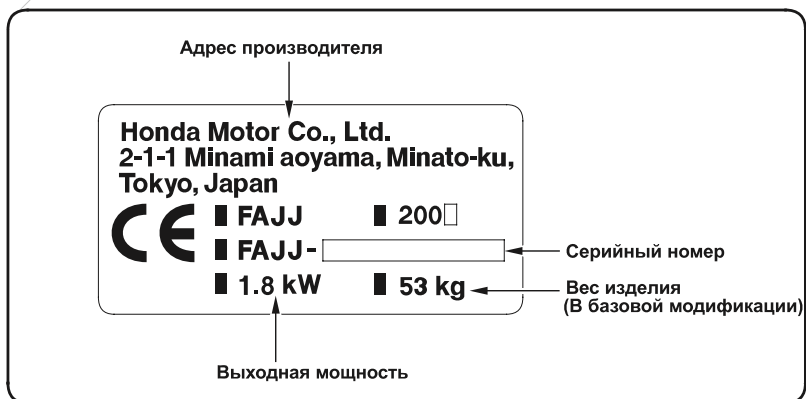 Адрес производителя
Honda Motor Co., Ltd.
2-1-1 Minami aoyama, Minato-ku,
Tokyo, Japan
CE
FAJJ 200
FAJJ-
Серийный номер
1.8 kW 53 kg
Вес изделия
(В базовой модификации)
Выходная мощность